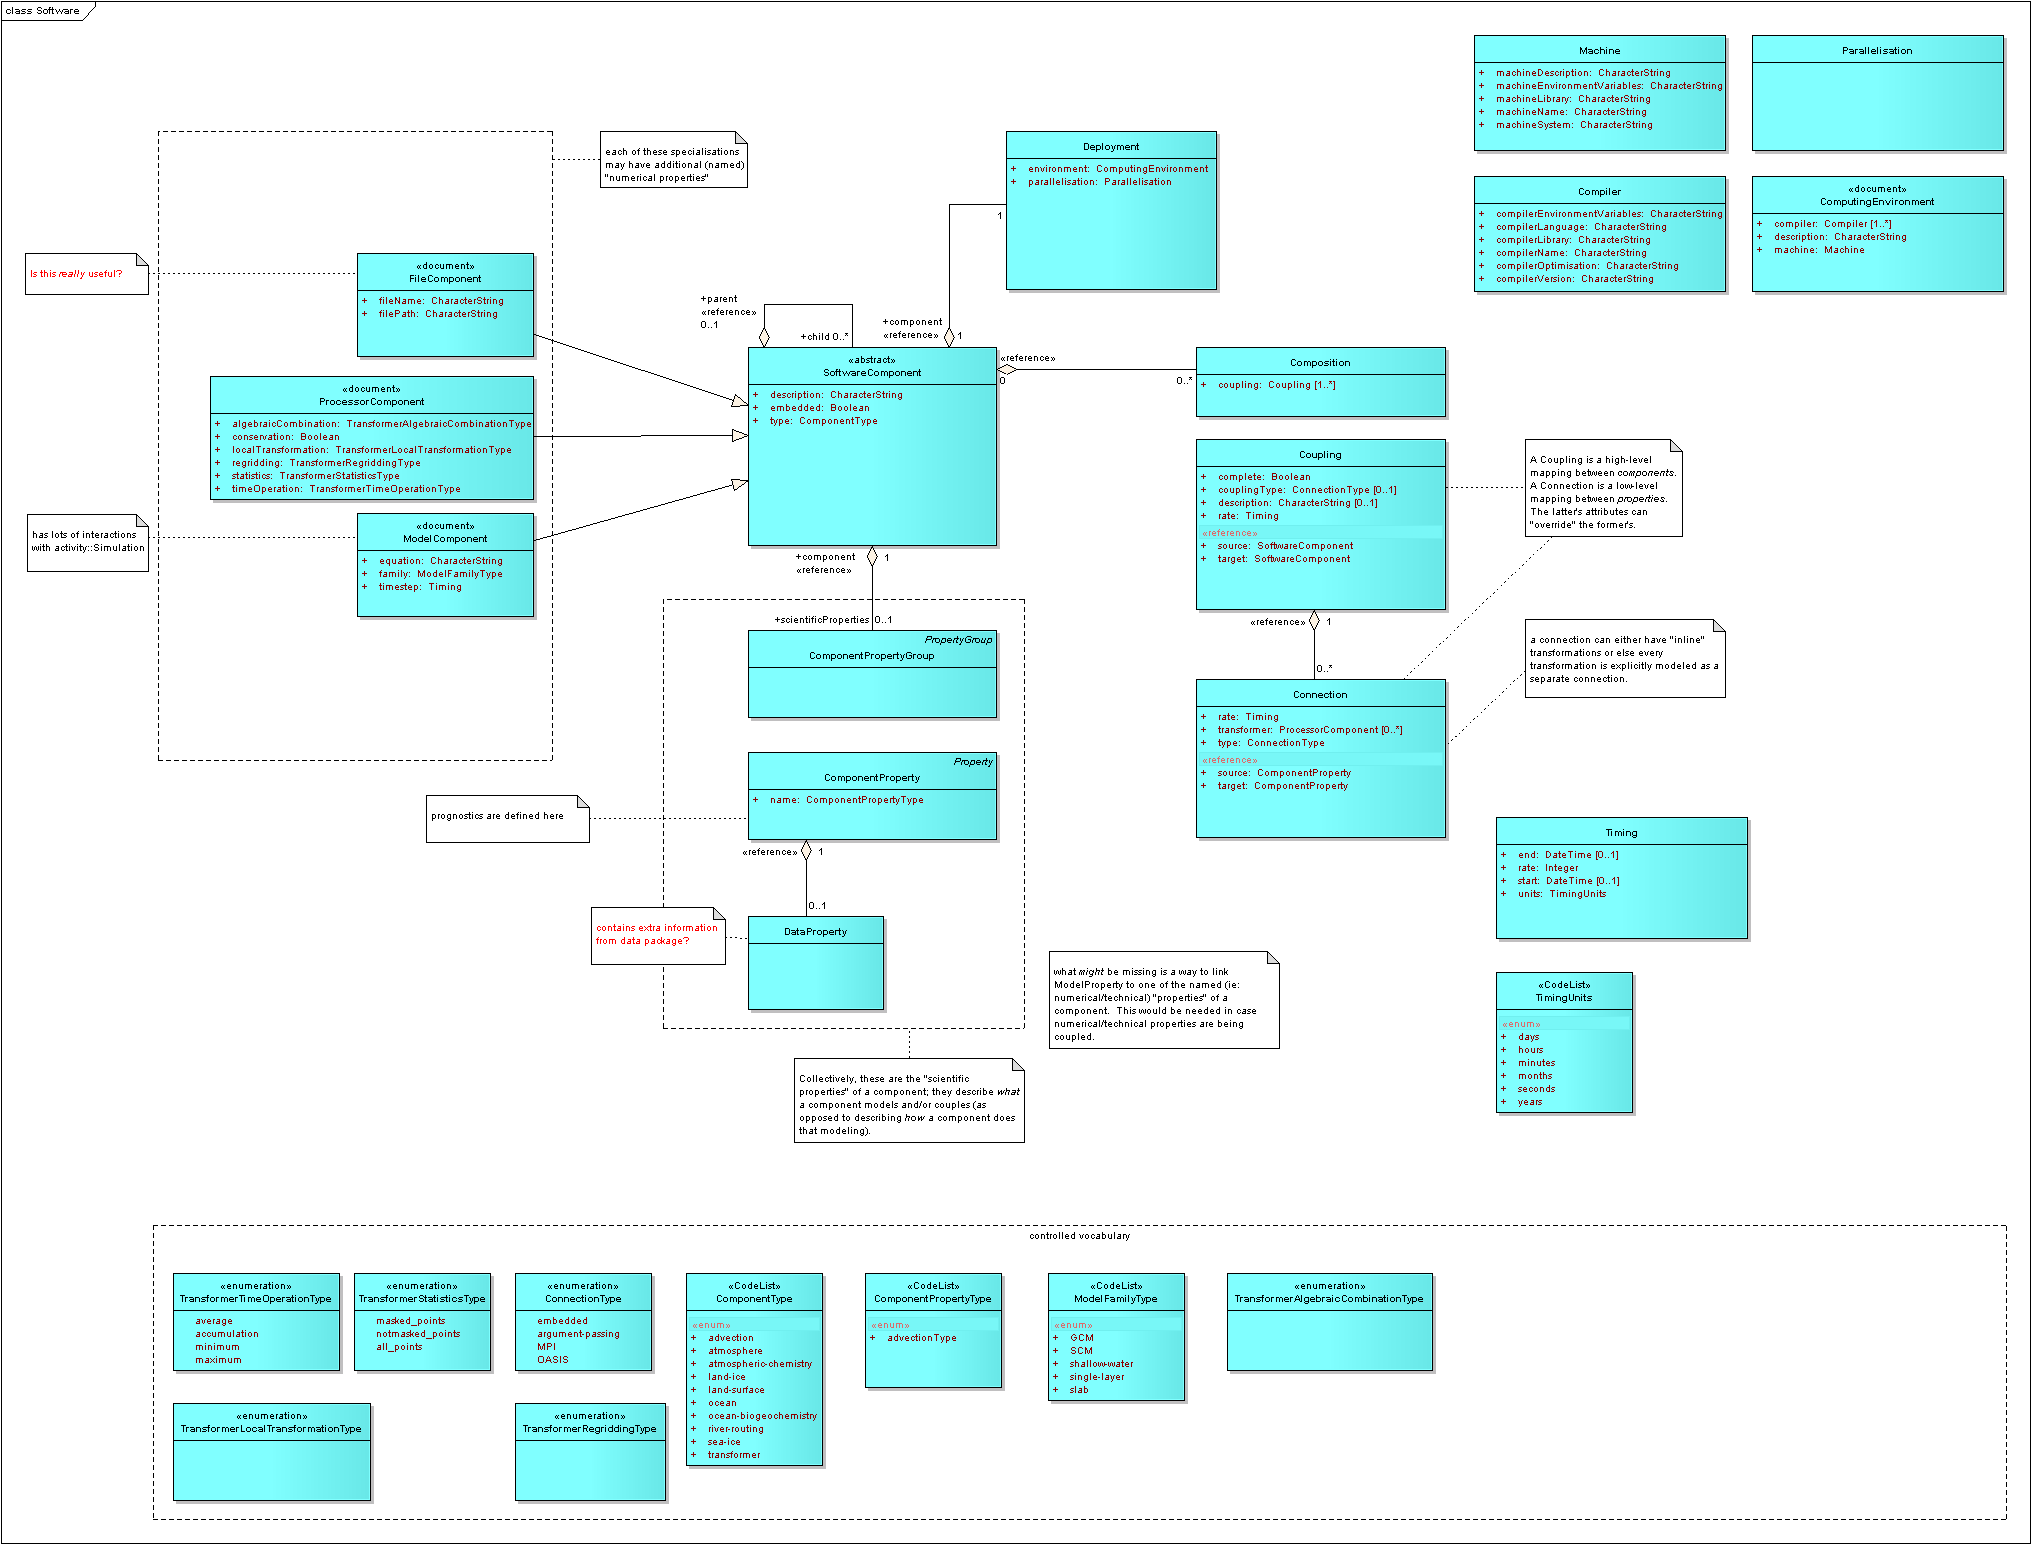 class Software
Machine
+ machineDescription: CharacterString
+ machineEnvironmentVariables: CharacterString
+ machineLibrary: CharacterString
+ machineName: CharacterString
+ machineSystem: CharacterString
Parallelisation
each of these specialisations
may have additional (named)
"numerical properties"
Deployment
+ environment: ComputingEnvironment
+ parallelisation: Parallelisation
1
Compiler
+ compilerEnvironmentVariables: CharacterString
+ compilerLanguage: CharacterString
+ compilerLibrary: CharacterString
+ compilerName: CharacterString
+ compilerOptimisation: CharacterString
+ compilerVersion: CharacterString
«document»
ComputingEnvironment
+ compiler: Compiler [1..*]
+ description: CharacterString
+ machine: Machine
Is this really useful?
«document»
FileComponent
+ fileName: CharacterString
+ filePath: CharacterString
+parent
«reference»
0..1
+child 0..*
+component
«reference» 1
«abstract»
SoftwareComponent
+ description: CharacterString
+ embedded: Boolean
+ type: ComponentType
«reference»
0
0..*
Composition
+ coupling: Coupling [1..*]
«document»
ProcessorComponent
+ algebraicCombination: TransformerAlgebraicCombinationType
+ conservation: Boolean
+ localTransformation: TransformerLocalTransformationType
+ regridding: TransformerRegriddingType
+ statistics: TransformerStatisticsType
+ timeOperation: TransformerTimeOperationType
Coupling
+ complete: Boolean
+ couplingType: ConnectionType [0..1]
+ description: CharacterString [0..1]
+ rate: Timing
«reference»
+ source: SoftwareComponent
+ target: SoftwareComponent
A Coupling is a high-level
mapping between components.
A Connection is a low-level
mapping between properties.
The latter's attributes can
"override" the former's.
has lots of interactions
with activity::Simulation
«document»
ModelComponent
+ equation: CharacterString
+ family: ModelFamilyType
+ timestep: Timing
+component 1
«reference»
+scientificProperties 0..1
PropertyGroup
ComponentPropertyGroup
«reference» 1
0..*
a connection can either have "inline"
transformations or else every
transformation is explicitly modeled as a
separate connection.
Connection
+ rate: Timing
+ transformer: ProcessorComponent [0..*]
+ type: ConnectionType
«reference»
+ source: ComponentProperty
+ target: ComponentProperty
Property
ComponentProperty
+ name: ComponentPropertyType
prognostics are defined here
«reference» 1
0..1
Timing
+ end: DateTime [0..1]
+ rate: Integer
+ start: DateTime [0..1]
+ units: TimingUnits
contains extra information
from data package?
DataProperty
what might be missing is a way to link
ModelProperty to one of the named (ie:
numerical/technical) "properties" of a
component.  This would be needed in case
numerical/technical properties are being
coupled.
«CodeList»
TimingUnits
«enum»
+ days
+ hours
+ minutes
+ months
+ seconds
+ years
Collectively, these are the "scientific
properties" of a component; they describe what
a component models and/or couples (as
opposed to describing how a component does
that modeling).
controlled vocabulary
«enumeration»
TransformerTimeOperationType
average
accumulation
minimum
maximum
«enumeration»
TransformerStatisticsType
masked_points
notmasked_points
all_points
«enumeration»
ConnectionType
embedded
argument-passing
MPI
OASIS
«CodeList»
ComponentType
«enum»
+ advection
+ atmosphere
+ atmospheric-chemistry
+ land-ice
+ land-surface
+ ocean
+ ocean-biogeochemistry
+ river-routing
+ sea-ice
+ transformer
«CodeList»
ComponentPropertyType
«enum»
+ advectionType
«CodeList»
ModelFamilyType
«enum»
+ GCM
+ SCM
+ shallow-water
+ single-layer
+ slab
«enumeration»
TransformerAlgebraicCombinationType
«enumeration»
TransformerLocalTransformationType
«enumeration»
TransformerRegriddingType